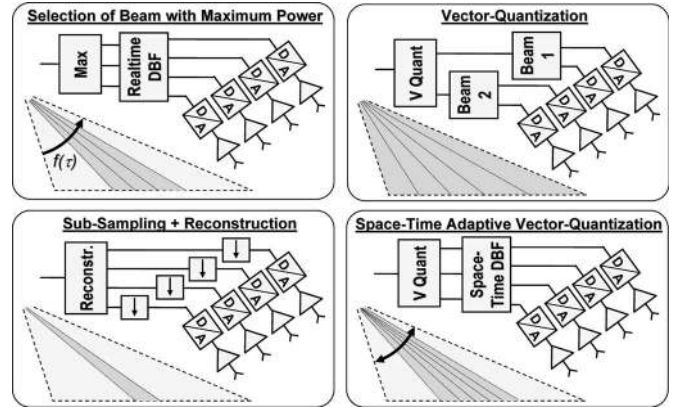 Selection of Beam with Maximum Power
Max
Realtime
DBF
D
A
D
A
D
A
D
A
f(τ)
Vector-Quantization
V Quant
Beam
1
Beam
2
D
A
D
A
D
A
D
A
Sub-Sampling + Reconstruction
Reconstr.
D
A
D
A
D
A
D
A
Space-Time Adaptive Vector-Quantization
V Quant
Space-
Time DBF
D
A
D
A
D
A
D
A